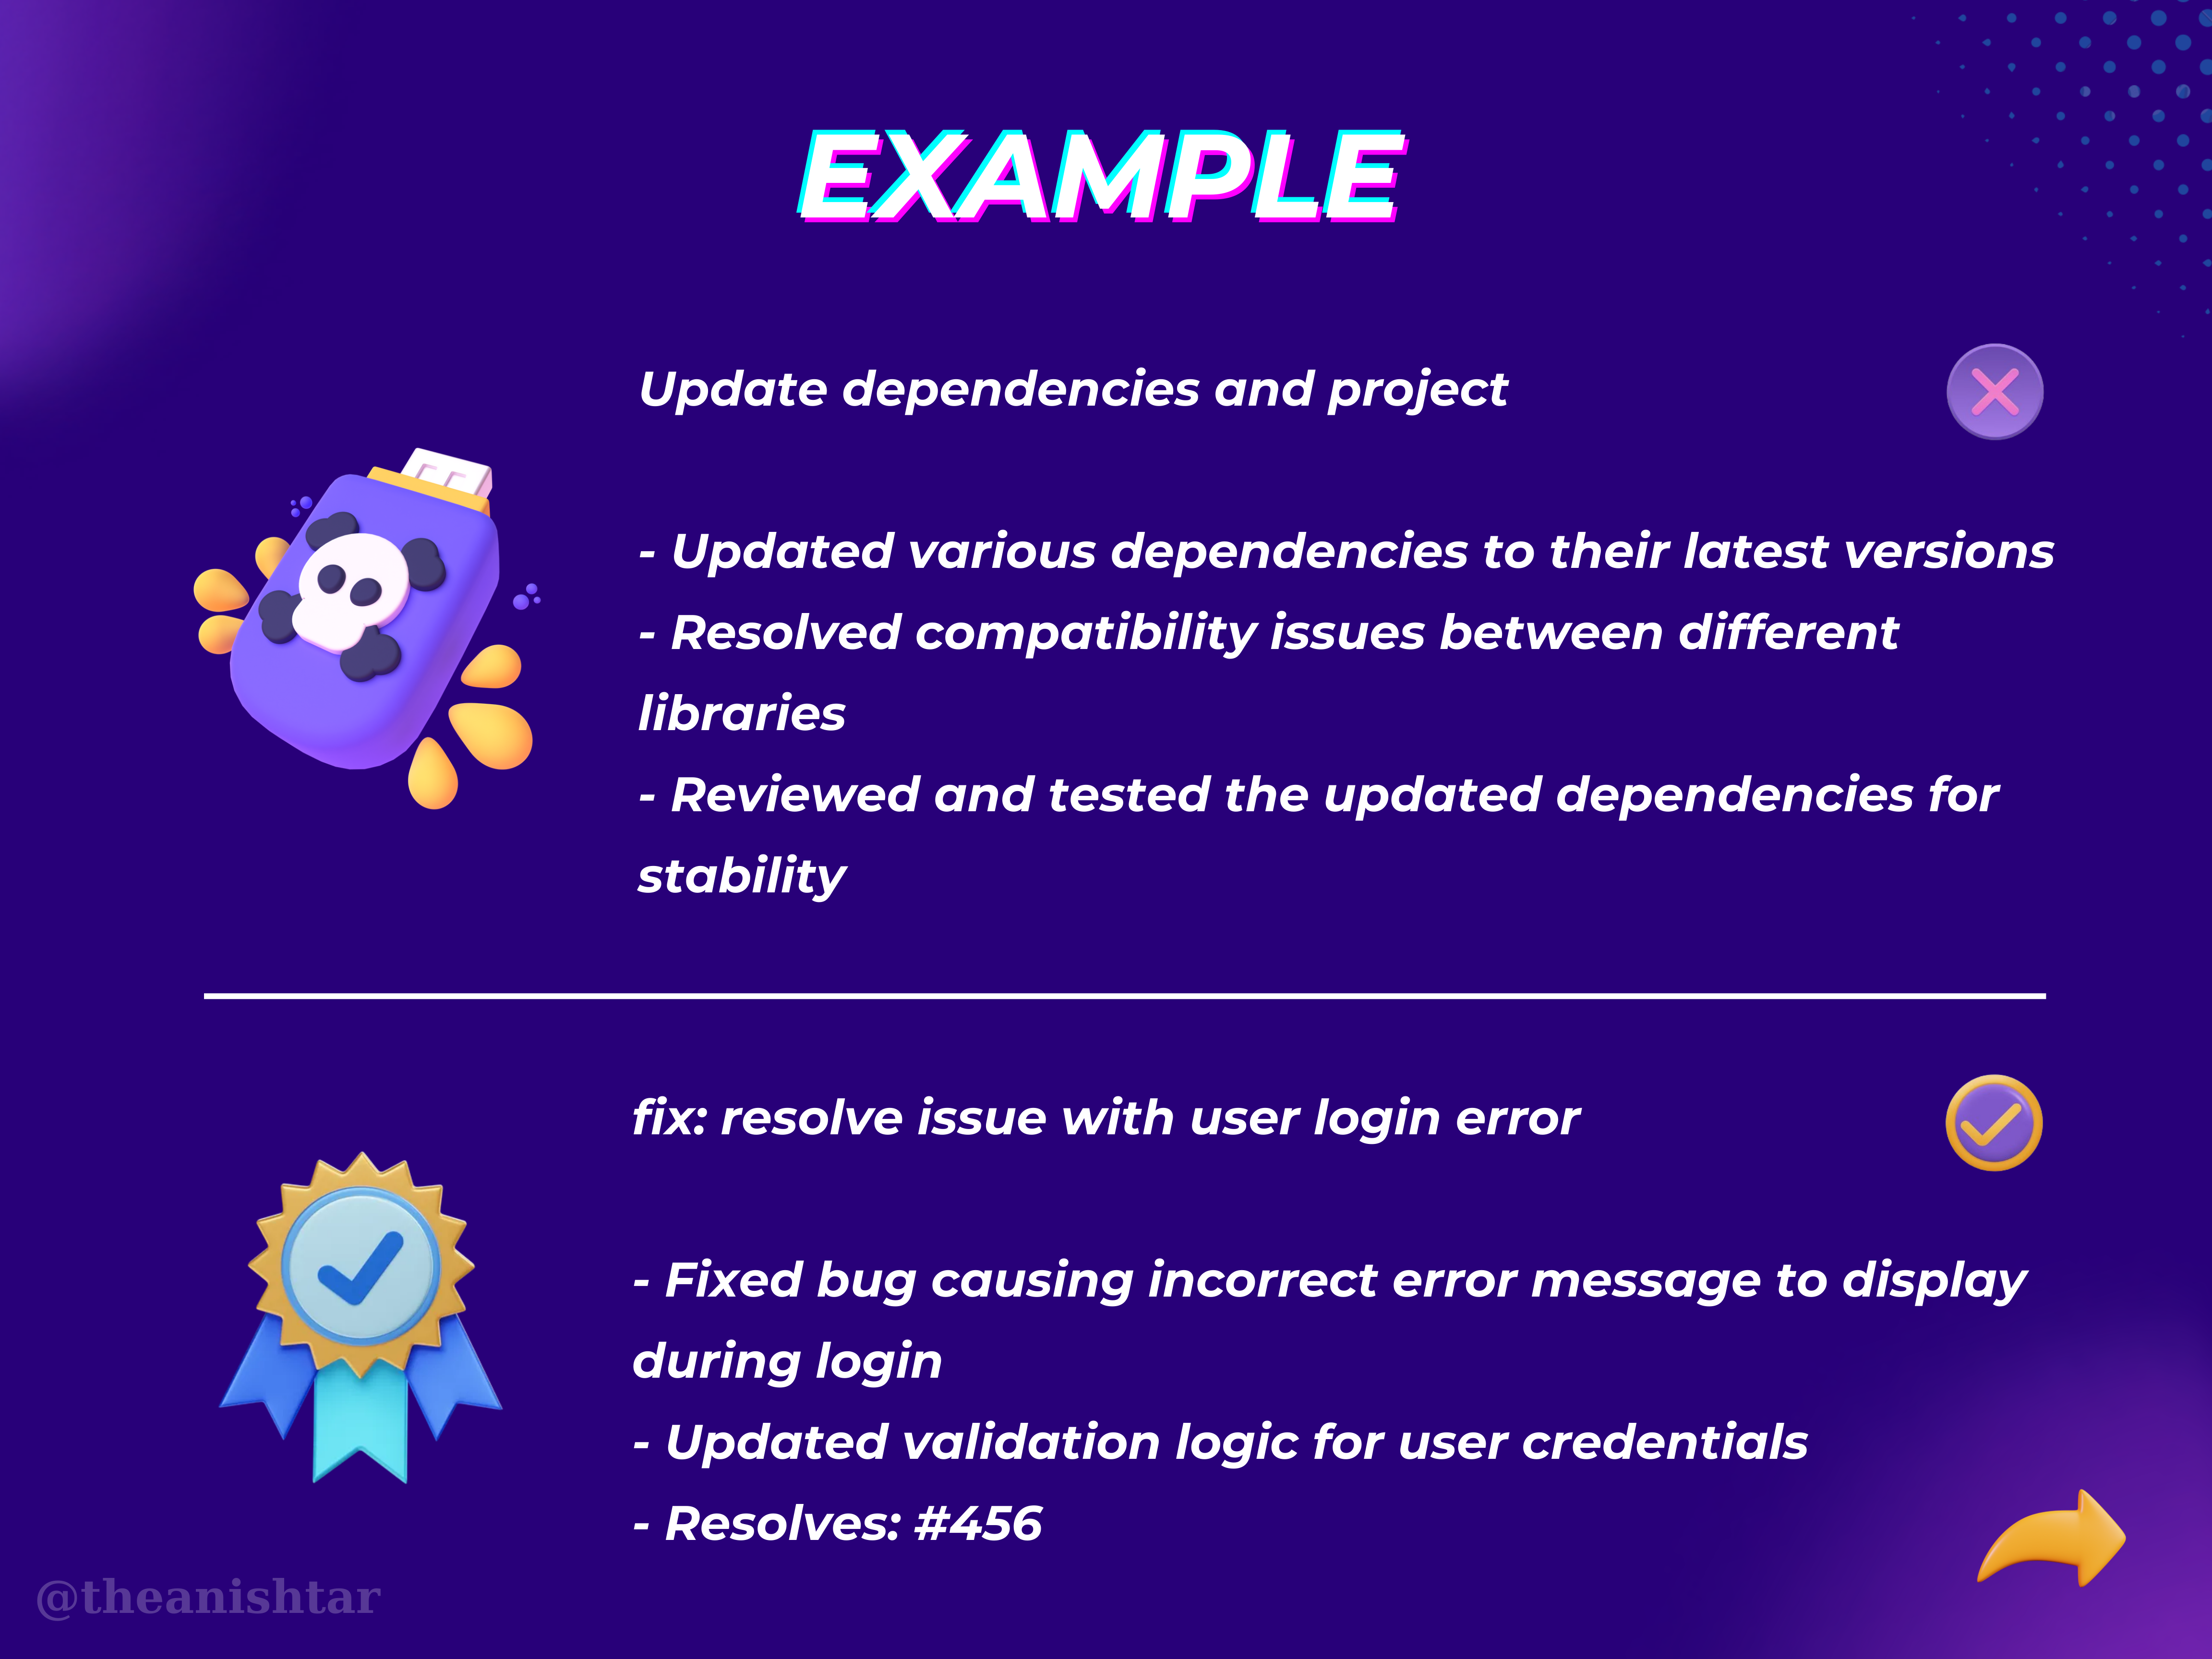 EXAMPLE
Update dependencies and project
- Updated various dependencies to their latest versions
- Resolved compatibility issues between different
libraries
- Reviewed and tested the updated dependencies for
stability
fix: resolve issue with user login error
- Fixed bug causing incorrect error message to display
during login
- Updated validation logic for user credentials
- Resolves: #456
@theanishtar